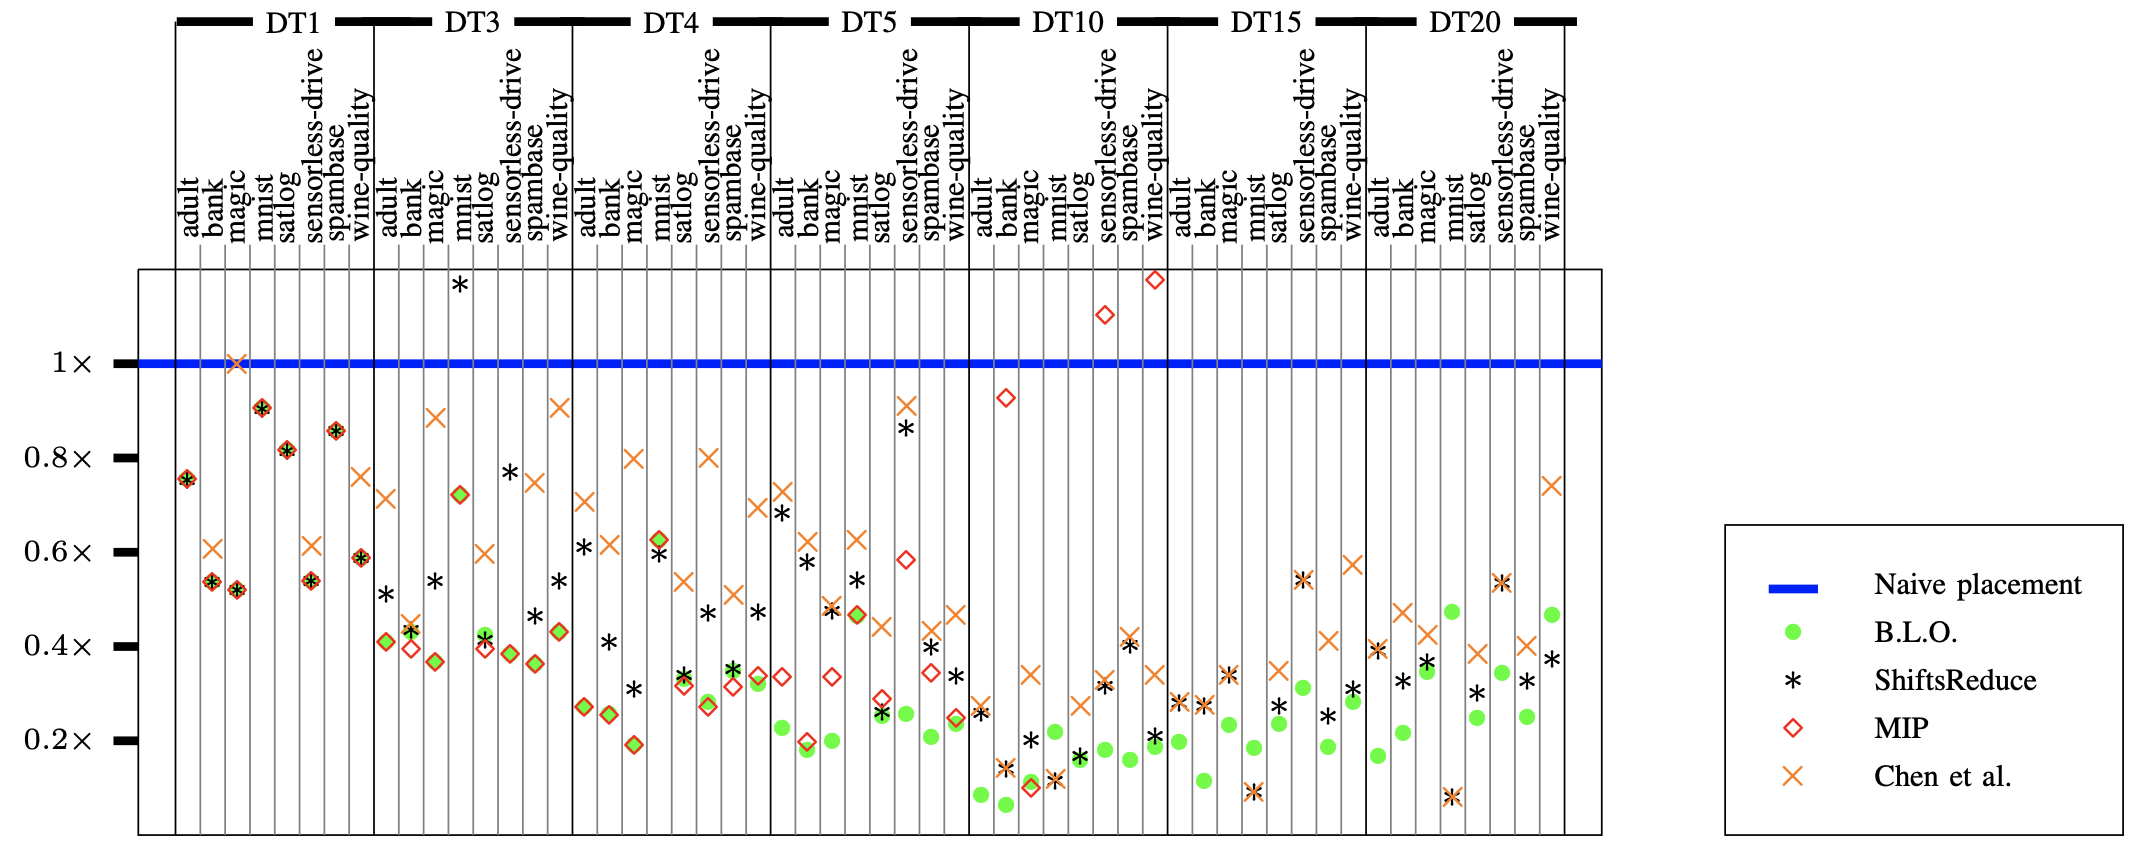 DT1 DT3 DT4 DT5 DT10 DT15 DT20
adult bank magic mnist satlog sensorless-drive spambase wine-quality
adult bank magic mnist satlog sensorless-drive spambase wine-quality
adult bank magic mnist satlog sensorless-drive spambase wine-quality
adult bank magic mnist satlog sensorless-drive spambase wine-quality
adult bank magic mnist satlog sensorless-drive spambase wine-quality
adult bank magic mnist satlog sensorless-drive spambase wine-quality
adult bank magic mnist satlog sensorless-drive spambase wine-quality
1×
0.8×
0.6×
0.4×
0.2×
Naive placement
B.L.O.
ShiftsReduce
MIP
Chen et al.